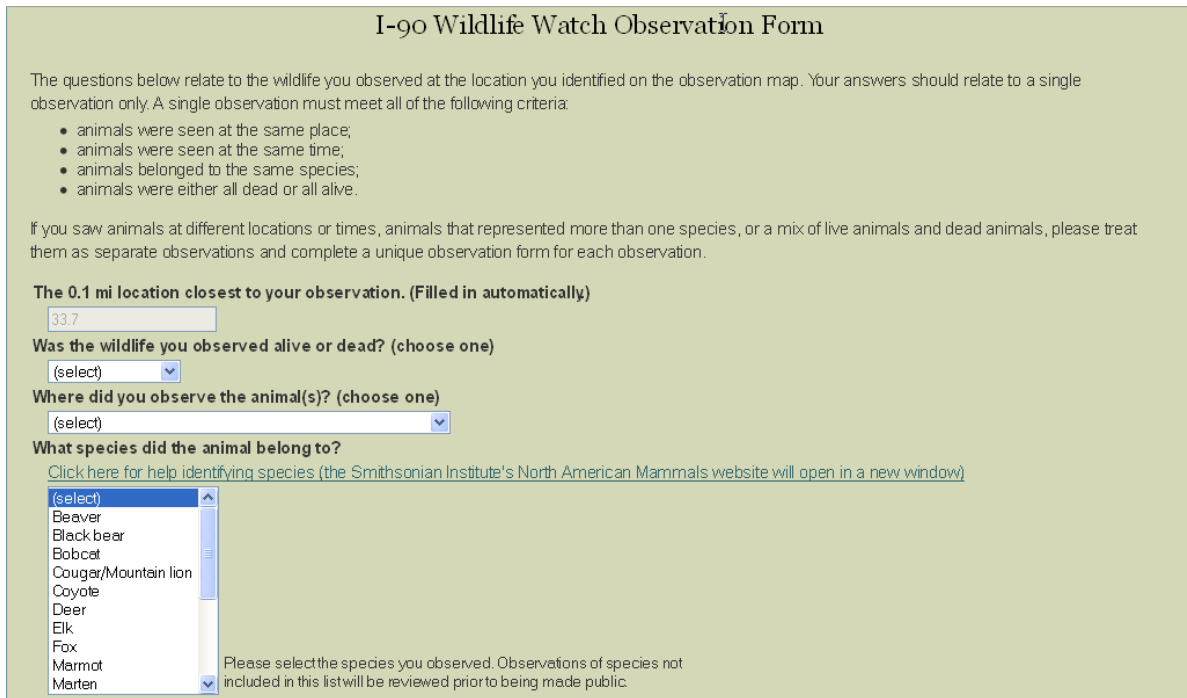 I-90 Wildlife Watch Observation Form
The questions below relate to the wildlife you observed at the location you identified on the observation map. Your answers should relate to a single
observation only. A single observation must meet all of the following criteria:
• animals were seen at the same place;
• animals were seen at the same time;
• animals belonged to the same species;
• animals were either all dead or all alive.
If you saw animals at different locations or times, animals that represented more than one species, or a mix of live animals and dead animals, please treat
them as separate observations and complete a unique observation form for each observation.
The 0.1 mi location closest to your observation. (Filled in automatically.)
33.7
Was the wildlife you observed alive or dead? (choose one)
(select)
Where did you observe the animal(s)? (choose one)
(select)
What species did the animal belong to?
Click here for help identifying species (the Smithsonian Institute's North American Mammals website will open in a new window)
(select)
Beaver
Black bear
Bobcat
Cougar/Mountain lion
Coyote
Deer
Elk
Fox
Marmot
Marten
Please select the species you observed. Observations of species not
included in this list will be reviewed prior to being made public.